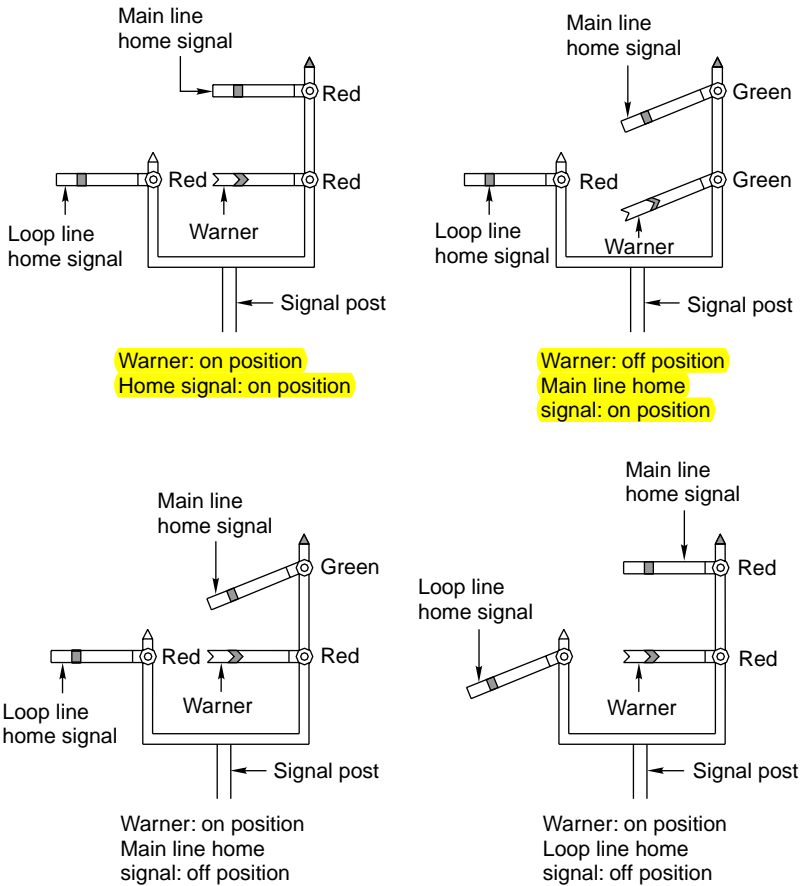 Main line
home signal
Red
Red
Red
Loop line
home signal
Warner
Signal post
Warner: on position
Home signal: on position
Main line
home signal
Green
Red
Green
Loop line
home signal
Warner
Signal post
Warner: off position
Main line home
signal: on position
Main line
home signal
Green
Red
Red
Loop line
home signal
Warner
Signal post
Warner: on position
Main line home
signal: off position
Main line
home signal
Red
Loop line
home signal
Red
Warner
Signal post
Warner: on position
Loop line home
signal: off position